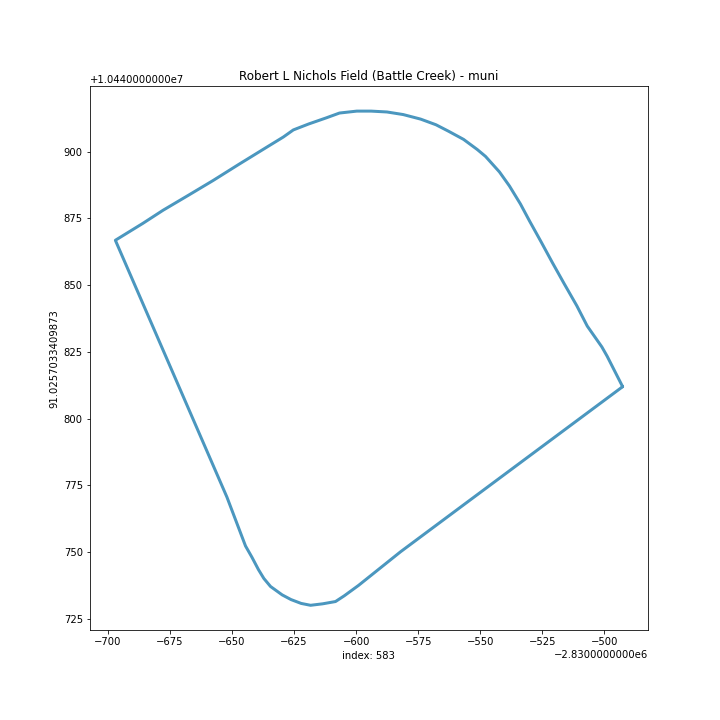 Robert L Nichols Field (Battle Creek) - muni
+1.0440000000e7
900
875
850
825
800
775
750
725
91.0257033409873
−700 −675 −650 −625 −600 −575 −550 −525 −500
index: 583
−2.8300000000e6